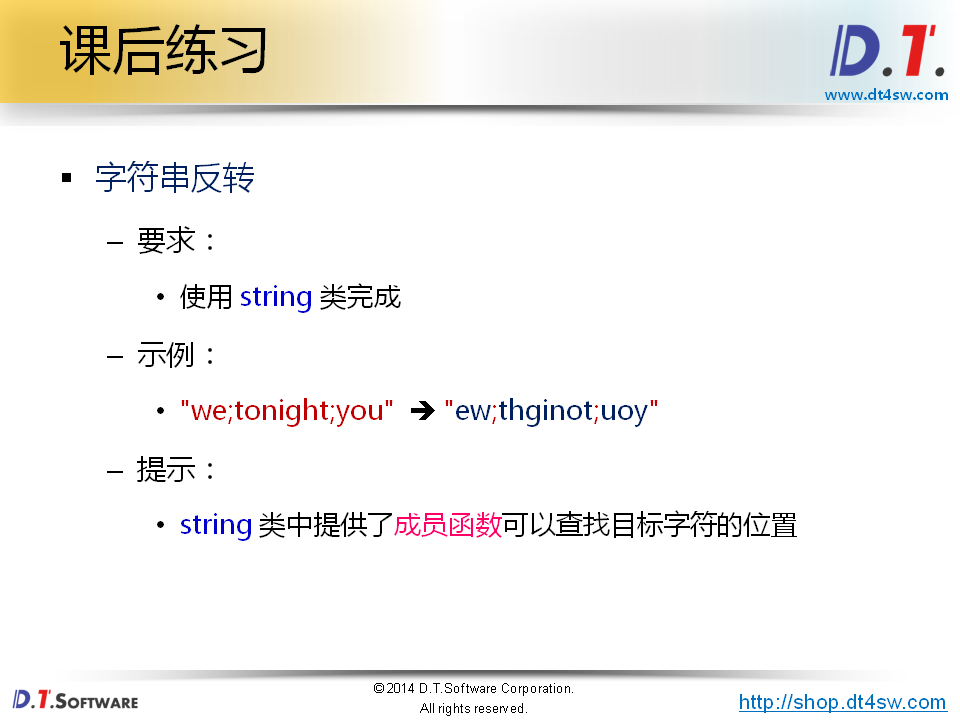 课后练习
D.T.
www.dt4sw.com
▪ 字符串反转
– 要求：
• 使用 string 类完成
– 示例：
• "we;tonight;you" ➔ "ew;thginot;uoy"
– 提示：
• string 类中提供了成员函数可以查找目标字符的位置
D.T.SOFTWARE
©2014 D.T.Software Corporation.
All rights reserved.
http://shop.dt4sw.com